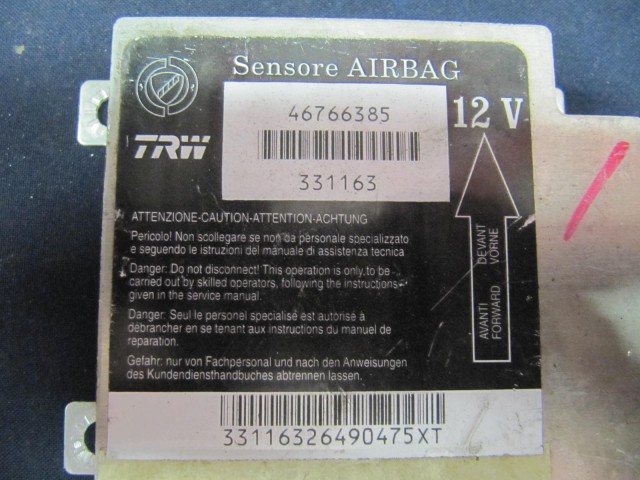 Sensore AIRBAG
46766385
12 V
TRW
331163
ATTENZIONE-CAUTION-ATTENTION-ACHTUNG
Pericolo! Non scollegare se non da personale specializzato
e seguendo le istruzioni del manuale di assistenza tecnica
Danger: Do not disconnect! This operation is only to be
carried out by skilled operators, following the instructions
given in the service manual.
Danger: Seul le personel specialisé est autorisé à
débrancher en se tenant aux instructions du manuel de
reparation.
Gefahr: nur von Fachpersonal und nach den Anweisungen
des Kundendiensthandbuches abtrennen lassen.
AVANTI DEVANT
FORWARD VORNE
33116326490475XT